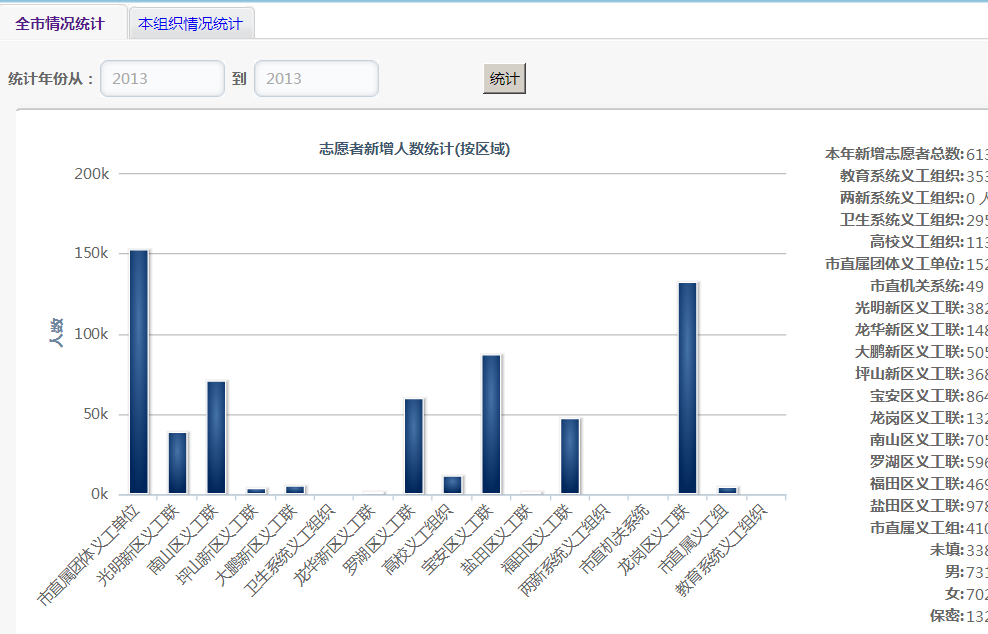 全市情况统计 本组织情况统计
统计年份从： 2013 到 2013 统计
志愿者新增人数统计(按区域)
200k
150k
100k
50k
0k
人数
市直属团体义工单位
光明新区义工联
南山区义工联
坪山新区义工联
大鹏新区义工联
卫生系统义工组织
龙华新区义工联
罗湖区义工联
高校义工组织
宝安区义工联
盐田区义工联
福田区义工联
两新系统义工组织
市直机关系统
龙岗区义工联
市直属义工组
教育系统义工组织
本年新增志愿者总数:613
教育系统义工组织:353
两新系统义工组织:0 人
卫生系统义工组织:295
高校义工组织:113
市直属团体义工单位:152
市直机关系统:49
光明新区义工联:382
龙华新区义工联:148
大鹏新区义工联:505
坪山新区义工联:368
宝安区义工联:864
龙岗区义工联:132
南山区义工联:705
罗湖区义工联:596
福田区义工联:469
盐田区义工联:978
市直属义工组:410
未填:338
男:731
女:702
保密:132